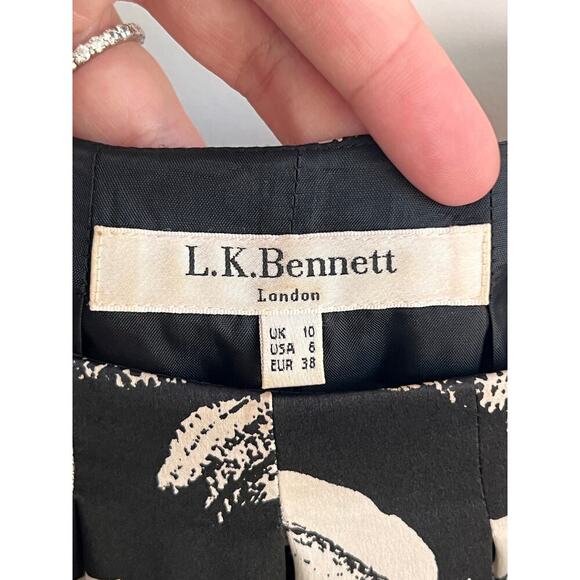 L.K.Bennett
London
UK 10
USA 6
EUR 38